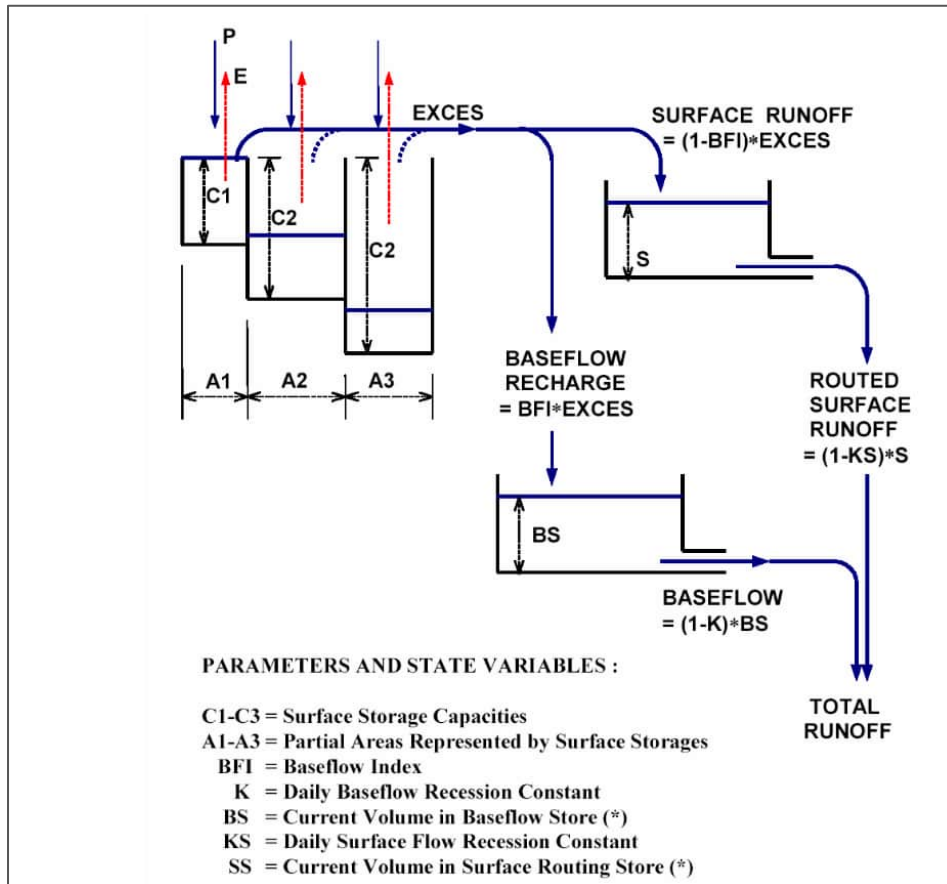 P
E
EXCES
SURFACE RUNOFF
= (1-BFI)*EXCES
C1
C2
C2
S
A1
A2
A3
BASEFLOW
RECHARGE
= BFI*EXCES
ROUTED
SURFACE
RUNOFF
= (1-KS)*S
BS
BASEFLOW
= (1-K)*BS
TOTAL
RUNOFF
PARAMETERS AND STATE VARIABLES :
C1-C3 = Surface Storage Capacities
A1-A3 = Partial Areas Represented by Surface Storages
BFI = Baseflow Index
K = Daily Baseflow Recession Constant
BS = Current Volume in Baseflow Store (*)
KS = Daily Surface Flow Recession Constant
SS = Current Volume in Surface Routing Store (*)